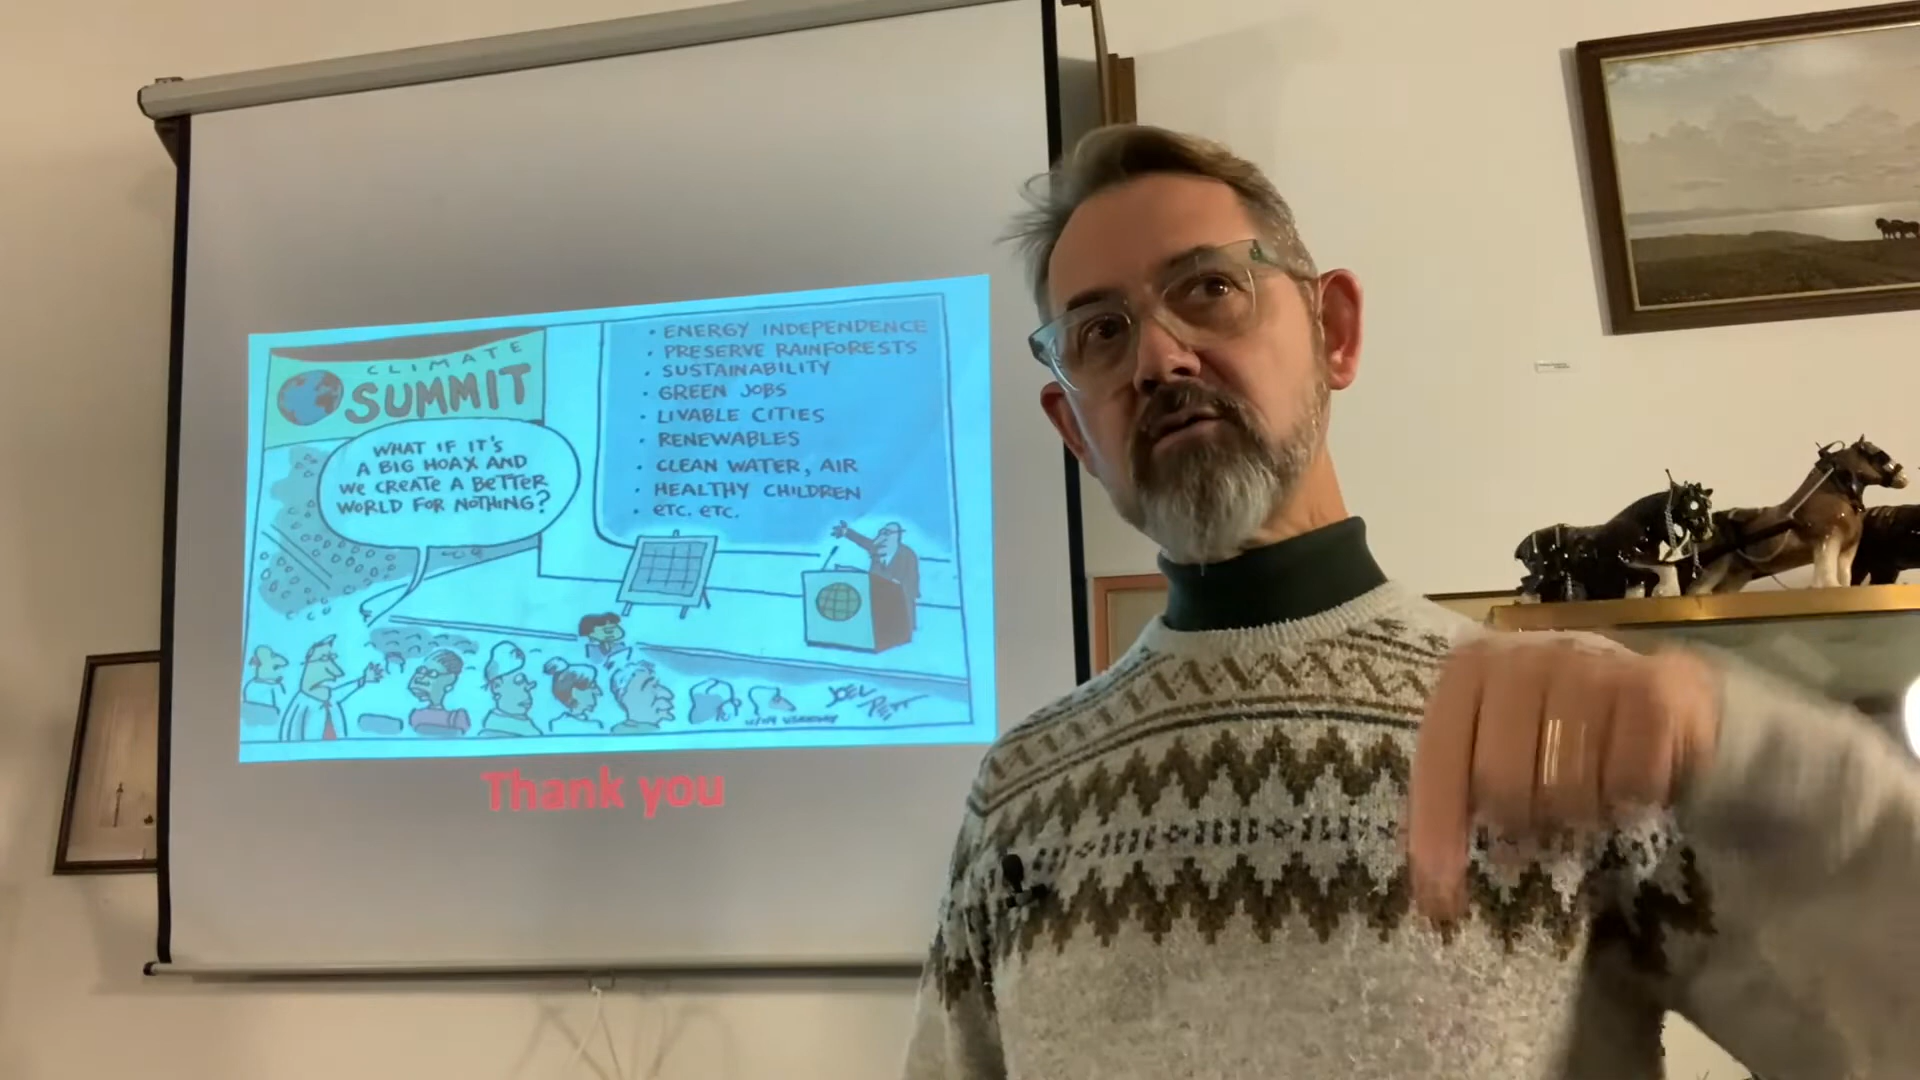 CLIMATE
SUMMIT
WHAT IF IT'S
A BIG HOAX AND
WE CREATE A BETTER
WORLD FOR NOTHING?
• ENERGY INDEPENDENCE
• PRESERVE RAINFORESTS
• SUSTAINABILITY
• GREEN JOBS
• LIVABLE CITIES
• RENEWABLES
• CLEAN WATER, AIR
• HEALTHY CHILDREN
• ETC. ETC.
JOEL
PETT
Thank you